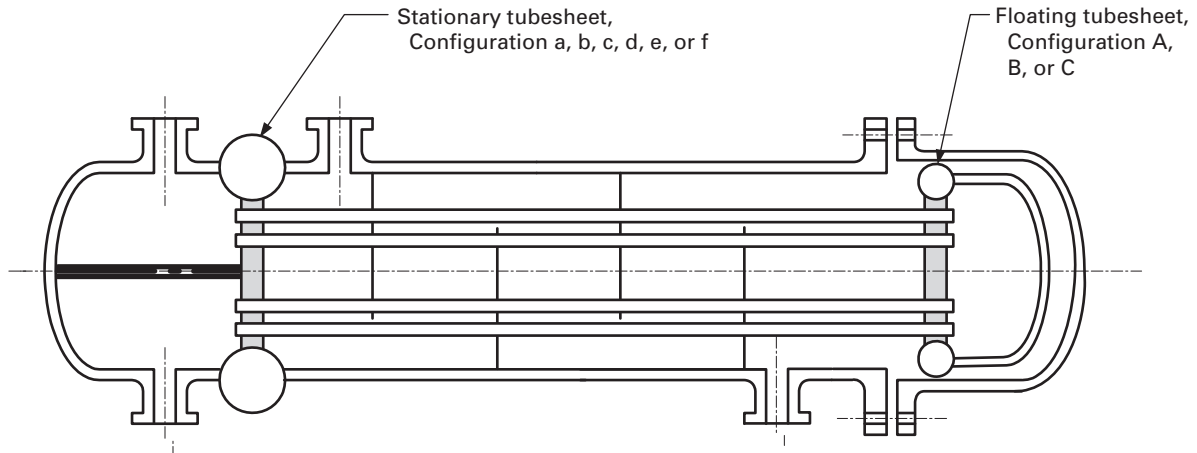 Stationary tubesheet,
Configuration a, b, c, d, e, or f
Floating tubesheet,
Configuration A,
B, or C